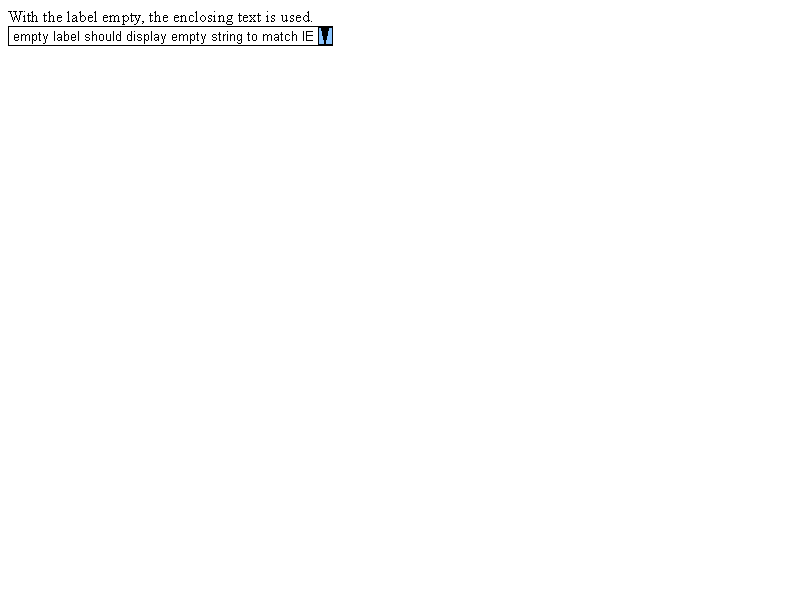 With the label empty, the enclosing text is used.
empty label should display empty string to match IE